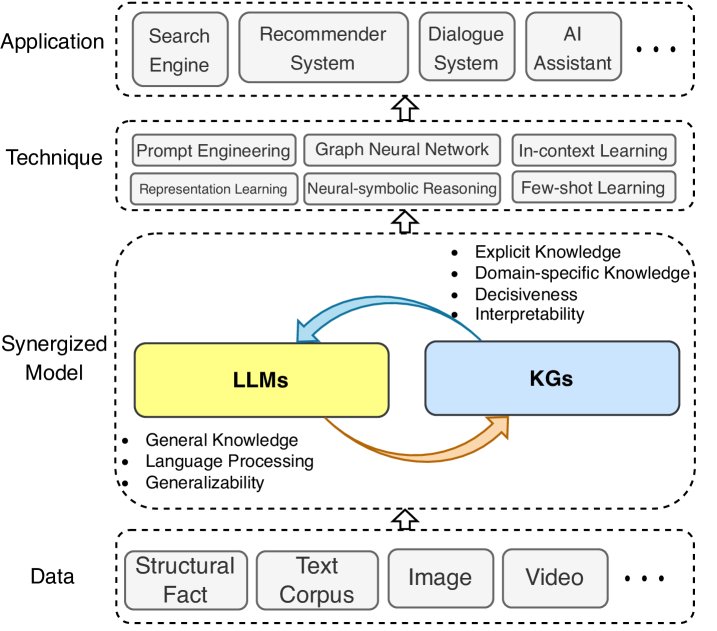 Application
Search
Engine
Recommender
System
Dialogue
System
AI
Assistant
• • •
Technique
Prompt Engineering
Graph Neural Network
In-context Learning
Representation Learning
Neural-symbolic Reasoning
Few-shot Learning
Synergized
Model
• Explicit Knowledge
• Domain-specific Knowledge
• Decisiveness
• Interpretability
LLMs
KGs
• General Knowledge
• Language Processing
• Generalizability
Data
Structural
Fact
Text
Corpus
Image
Video
• • •